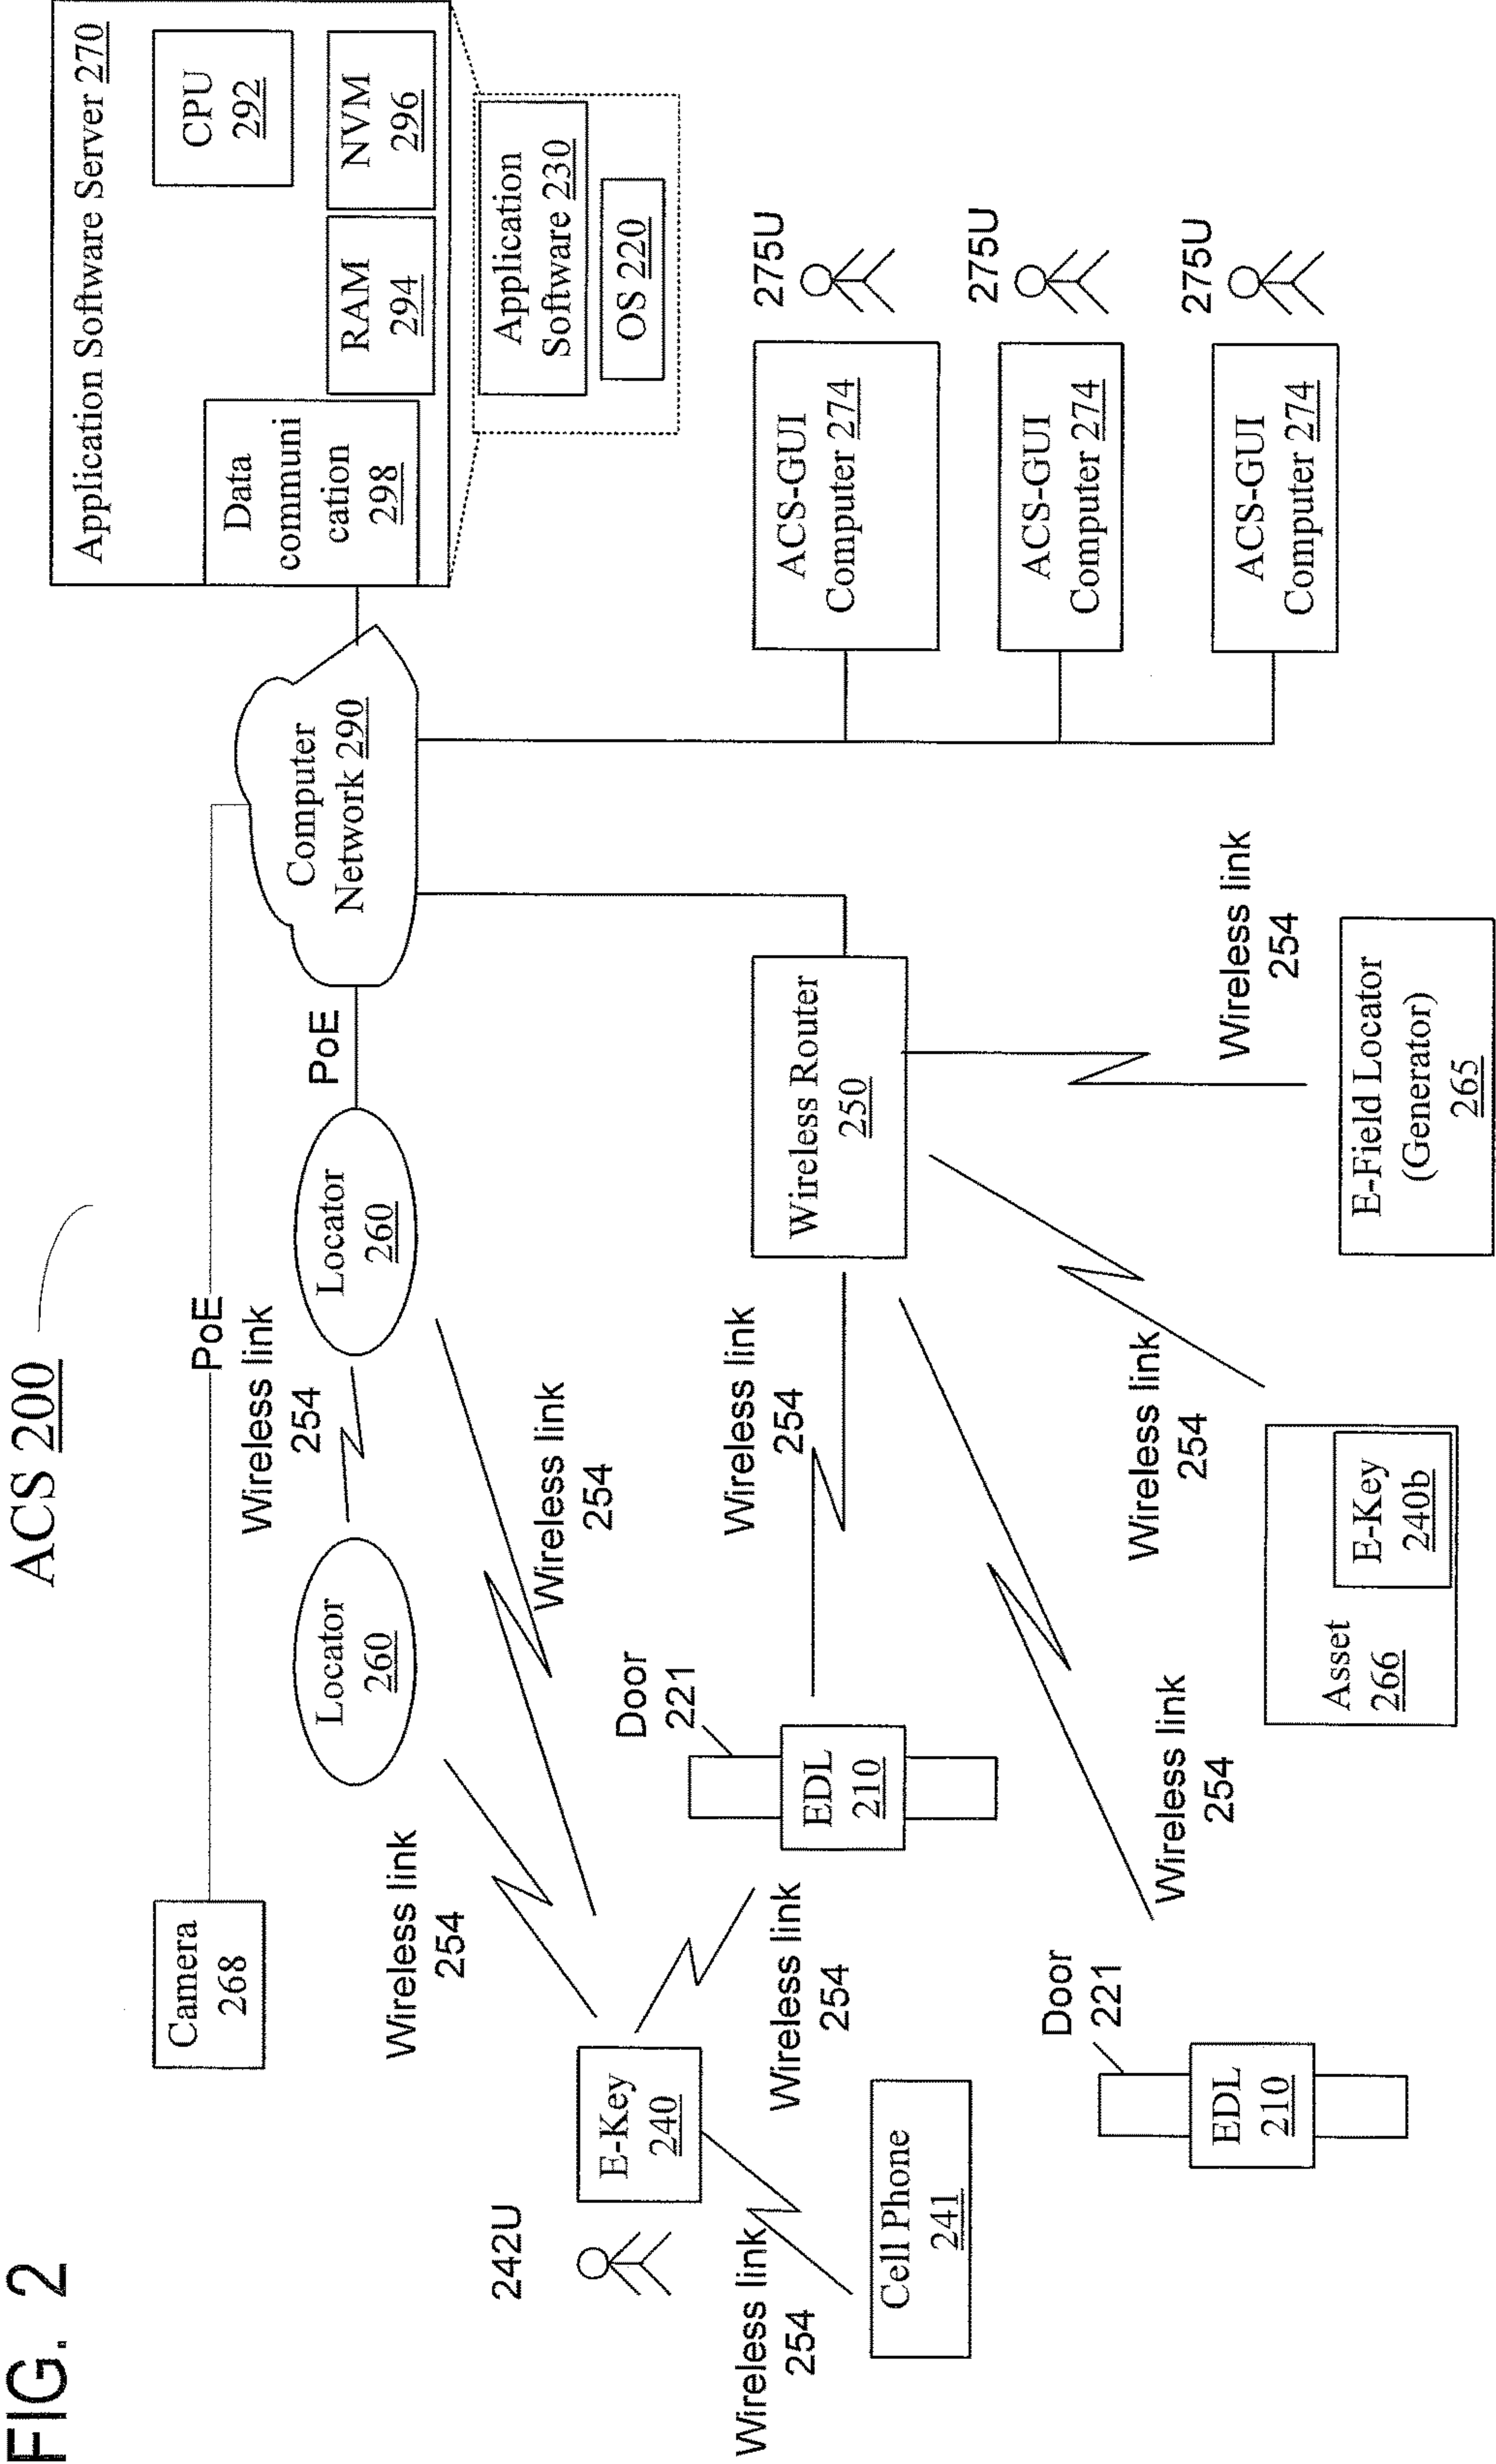 FIG. 2
ACS 200
Camera
268
PoE
Application Software Server 270
CPU
292
Data
communi
cation
298
RAM
294
NVM
296
Application
Software 230
OS 220
Computer
Network 290
PoE
Locator
260
Wireless link
254
Locator
260
Wireless link
254
Wireless link
254
242U
E-Key
240
Wireless link
254
Wireless link
254
Cell Phone
241
Door
221
EDL
210
Wireless link
254
Wireless Router
250
Door
221
EDL
210
Wireless link
254
Wireless link
254
Asset
266
E-Key
240b
Wireless link
254
E-Field Locator
(Generator)
265
ACS-GUI
Computer 274
275U
ACS-GUI
Computer 274
275U
ACS-GUI
Computer 274
275U